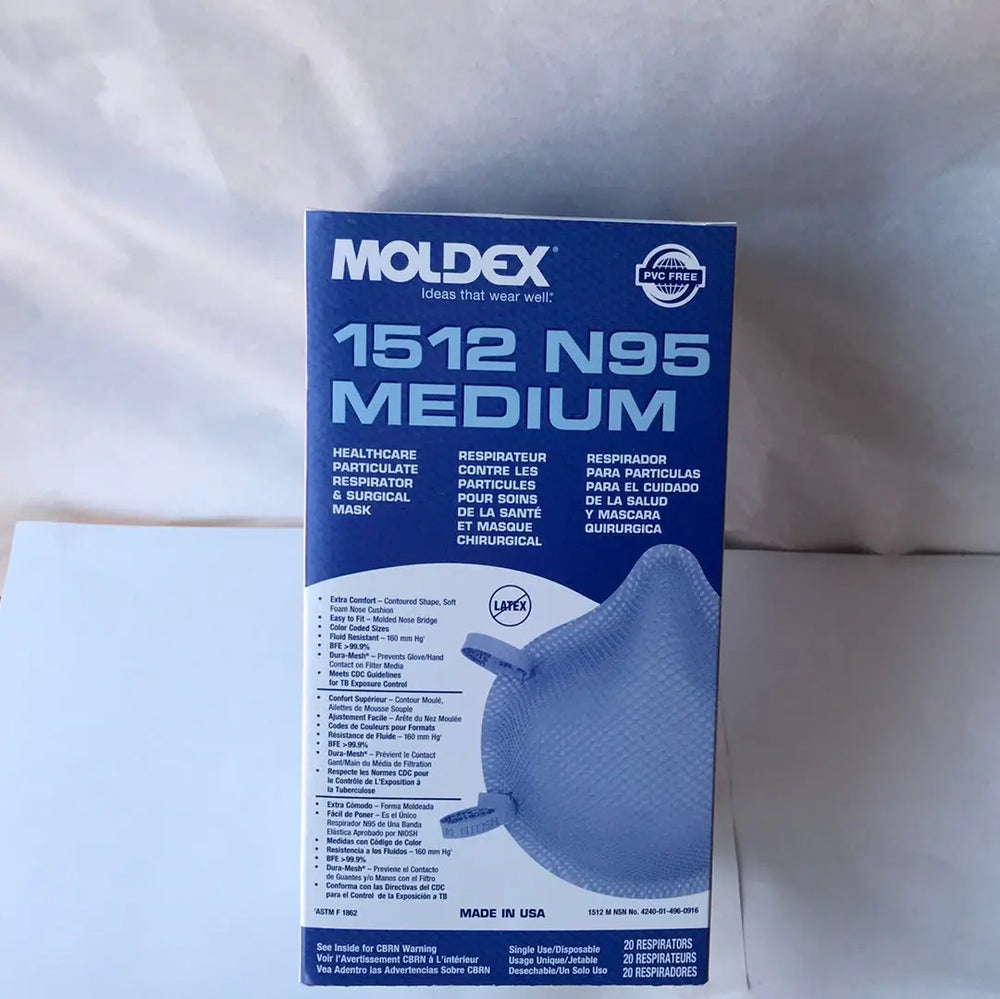 MOLDEX®
Ideas that wear well.®
PVC FREE
1512 N95
MEDIUM
HEALTHCARE
PARTICULATE
RESPIRATOR
& SURGICAL
MASK
RESPIRATEUR
CONTRE LES
PARTICULES
POUR SOINS
DE LA SANTÉ
ET MASQUE
CHIRURGICAL
RESPIRADOR
PARA PARTICULAS
PARA EL CUIDADO
DE LA SALUD
Y MASCARA
QUIRURGICA
LATEX
• Extra Comfort – Contoured Shape, Soft
Foam Nose Cushion
• Easy to Fit – Molded Nose Bridge
• Color Coded Sizes
• Fluid Resistant – 160 mm Hg¹
• BFE >99.9%
• Dura-Mesh® – Prevents Glove/Hand
Contact on Filter Media
• Meets CDC Guidelines
for TB Exposure Control
• Confort Supérieur – Contour Moulé,
Ailettes de Mousse Souple
• Ajustement Facile – Arête du Nez Moulée
• Codes de Couleurs pour Formats
• Résistance de Fluide – 160 mm Hg¹
• BFE >99.9%
• Dura-Mesh® – Prévient le Contact
Gant/Main du Média de Filtration
• Respecte les Normes CDC pour
le Contrôle de L'Exposition à
la Tuberculose
• Extra Cómodo – Forma Moldeada
• Fácil de Poner – Es el Único
Respirador N95 de Una Banda
Elástica Aprobado por NIOSH
• Medidas con Código de Color
• Resistencia a los Fluidos – 160 mm Hg¹
• BFE >99.9%
• Dura-Mesh® – Previene el Contacto
de Guantes y/o Manos con el Filtro
• Conforma con las Directivas del CDC
para el Control de la Exposición a TB
¹ASTM F 1862
MADE IN USA
1512 M NSN No. 4240-01-496-0916
See Inside for CBRN Warning
Voir l'Avertissement CBRN à L'intérieur
Vea Adentro las Advertencias Sobre CBRN
Single Use/Disposable
Usage Unique/Jetable
Desechable/Un Solo Uso
20 RESPIRATORS
20 RESPIRATEURS
20 RESPIRADORES